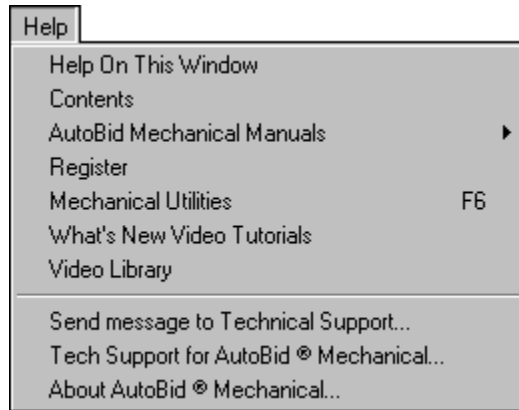 Help
Help On This Window
Contents
AutoBid Mechanical Manuals
Register
Mechanical Utilities F6
What's New Video Tutorials
Video Library
Send message to Technical Support...
Tech Support for AutoBid ® Mechanical...
About AutoBid ® Mechanical...